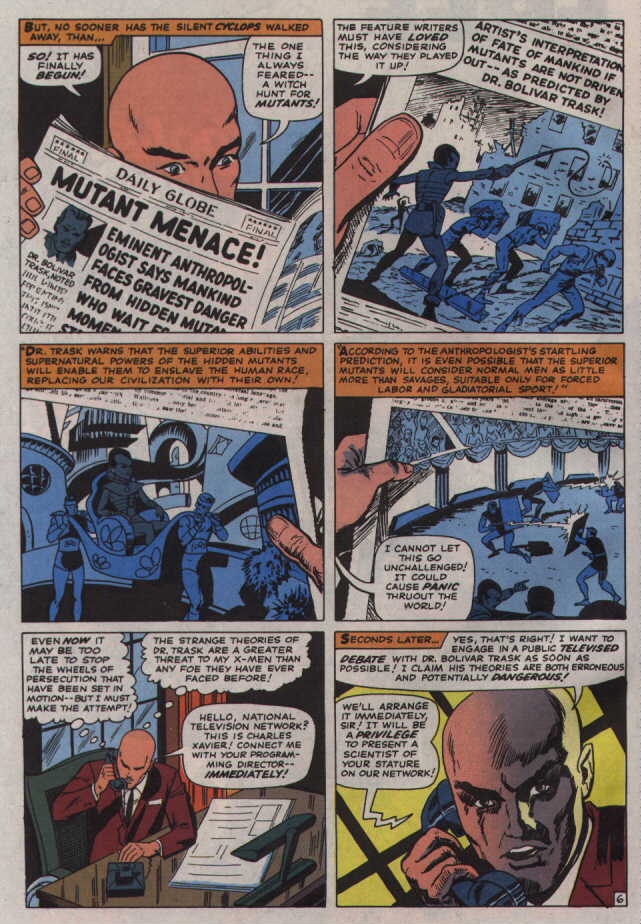 BUT, NO SOONER HAS THE SILENT CYCLOPS WALKED
AWAY, THAN...
SO! IT HAS
FINALLY
BEGUN!
THE ONE
THING I
ALWAYS
FEARED--
A WITCH
HUNT FOR
MUTANTS!
FINAL
DAILY GLOBE
FINAL
MUTANT MENACE!
DR. BOLIVAR
TRASK, NOTED
EMINENT ANTHROPOL-
OGIST SAYS MANKIND
FACES GRAVEST DANGER
FROM HIDDEN MUTA
WHO WAIT FO
MOMEN
THE FEATURE WRITERS
MUST HAVE LOVED
THIS, CONSIDERING
THE WAY THEY PLAYED
IT UP!
ARTIST'S INTERPRETATION
OF FATE OF MANKIND IF
MUTANTS ARE NOT DRIVEN
OUT-- AS PREDICTED BY
DR. BOLIVAR TRASK!
"DR. TRASK WARNS THAT THE SUPERIOR ABILITIES AND
SUPERNATURAL POWERS OF THE HIDDEN MUTANTS
WILL ENABLE THEM TO ENSLAVE THE HUMAN RACE,
REPLACING OUR CIVILIZATION WITH THEIR OWN!
"ACCORDING TO THE ANTHROPOLOGIST'S STARTLING
PREDICTION, IT IS EVEN POSSIBLE THAT THE SUPERIOR
MUTANTS WILL CONSIDER NORMAL MEN AS LITTLE
MORE THAN SAVAGES, SUITABLE ONLY FOR FORCED
LABOR AND GLADIATORIAL SPORT!"
I CANNOT LET
THIS GO
UNCHALLENGED!
IT COULD
CAUSE PANIC
THRUOUT THE
WORLD!
EVEN NOW IT
MAY BE TOO
LATE TO STOP
THE WHEELS OF
PERSECUTION THAT
HAVE BEEN SET IN
MOTION--BUT I MUST
MAKE THE ATTEMPT!
THE STRANGE THEORIES OF
DR. TRASK ARE A GREATER
THREAT TO MY X-MEN THAN
ANY FOE THEY HAVE EVER
FACED BEFORE!
HELLO, NATIONAL
TELEVISION NETWORK?
THIS IS CHARLES
XAVIER! CONNECT ME
WITH YOUR PROGRAM-
MING DIRECTOR--
IMMEDIATELY!
SECONDS LATER...
YES, THAT'S RIGHT! I WANT TO
ENGAGE IN A PUBLIC TELEVISED
DEBATE WITH DR. BOLIVAR TRASK AS SOON AS
POSSIBLE! I CLAIM HIS THEORIES ARE BOTH ERRONEOUS
AND POTENTIALLY DANGEROUS!
WE'LL ARRANGE
IT IMMEDIATELY,
SIR! IT WILL BE
A PRIVILEGE
TO PRESENT A
SCIENTIST OF
YOUR STATURE
ON OUR NETWORK!
6